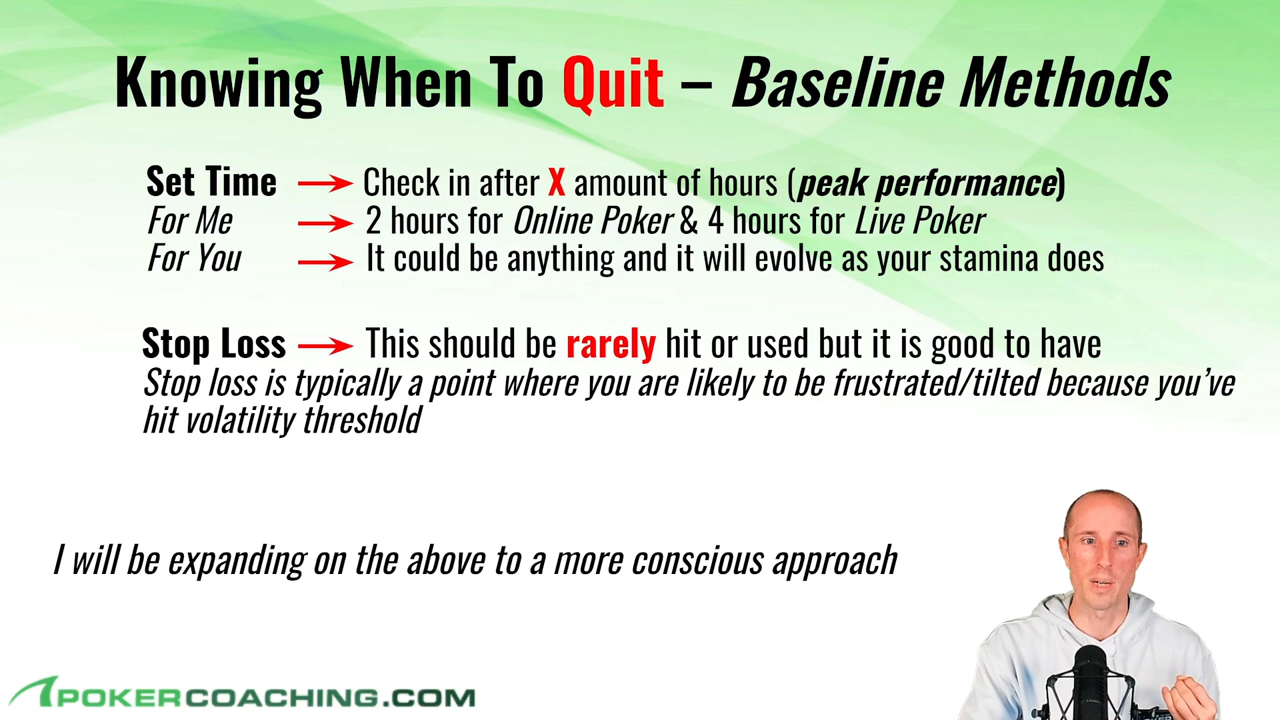 Knowing When To Quit – Baseline Methods
Set Time → Check in after X amount of hours (peak performance)
For Me → 2 hours for Online Poker & 4 hours for Live Poker
For You → It could be anything and it will evolve as your stamina does
Stop Loss → This should be rarely hit or used but it is good to have
Stop loss is typically a point where you are likely to be frustrated/tilted because you’ve
hit volatility threshold
I will be expanding on the above to a more conscious approach
POKERCOACHING.COM